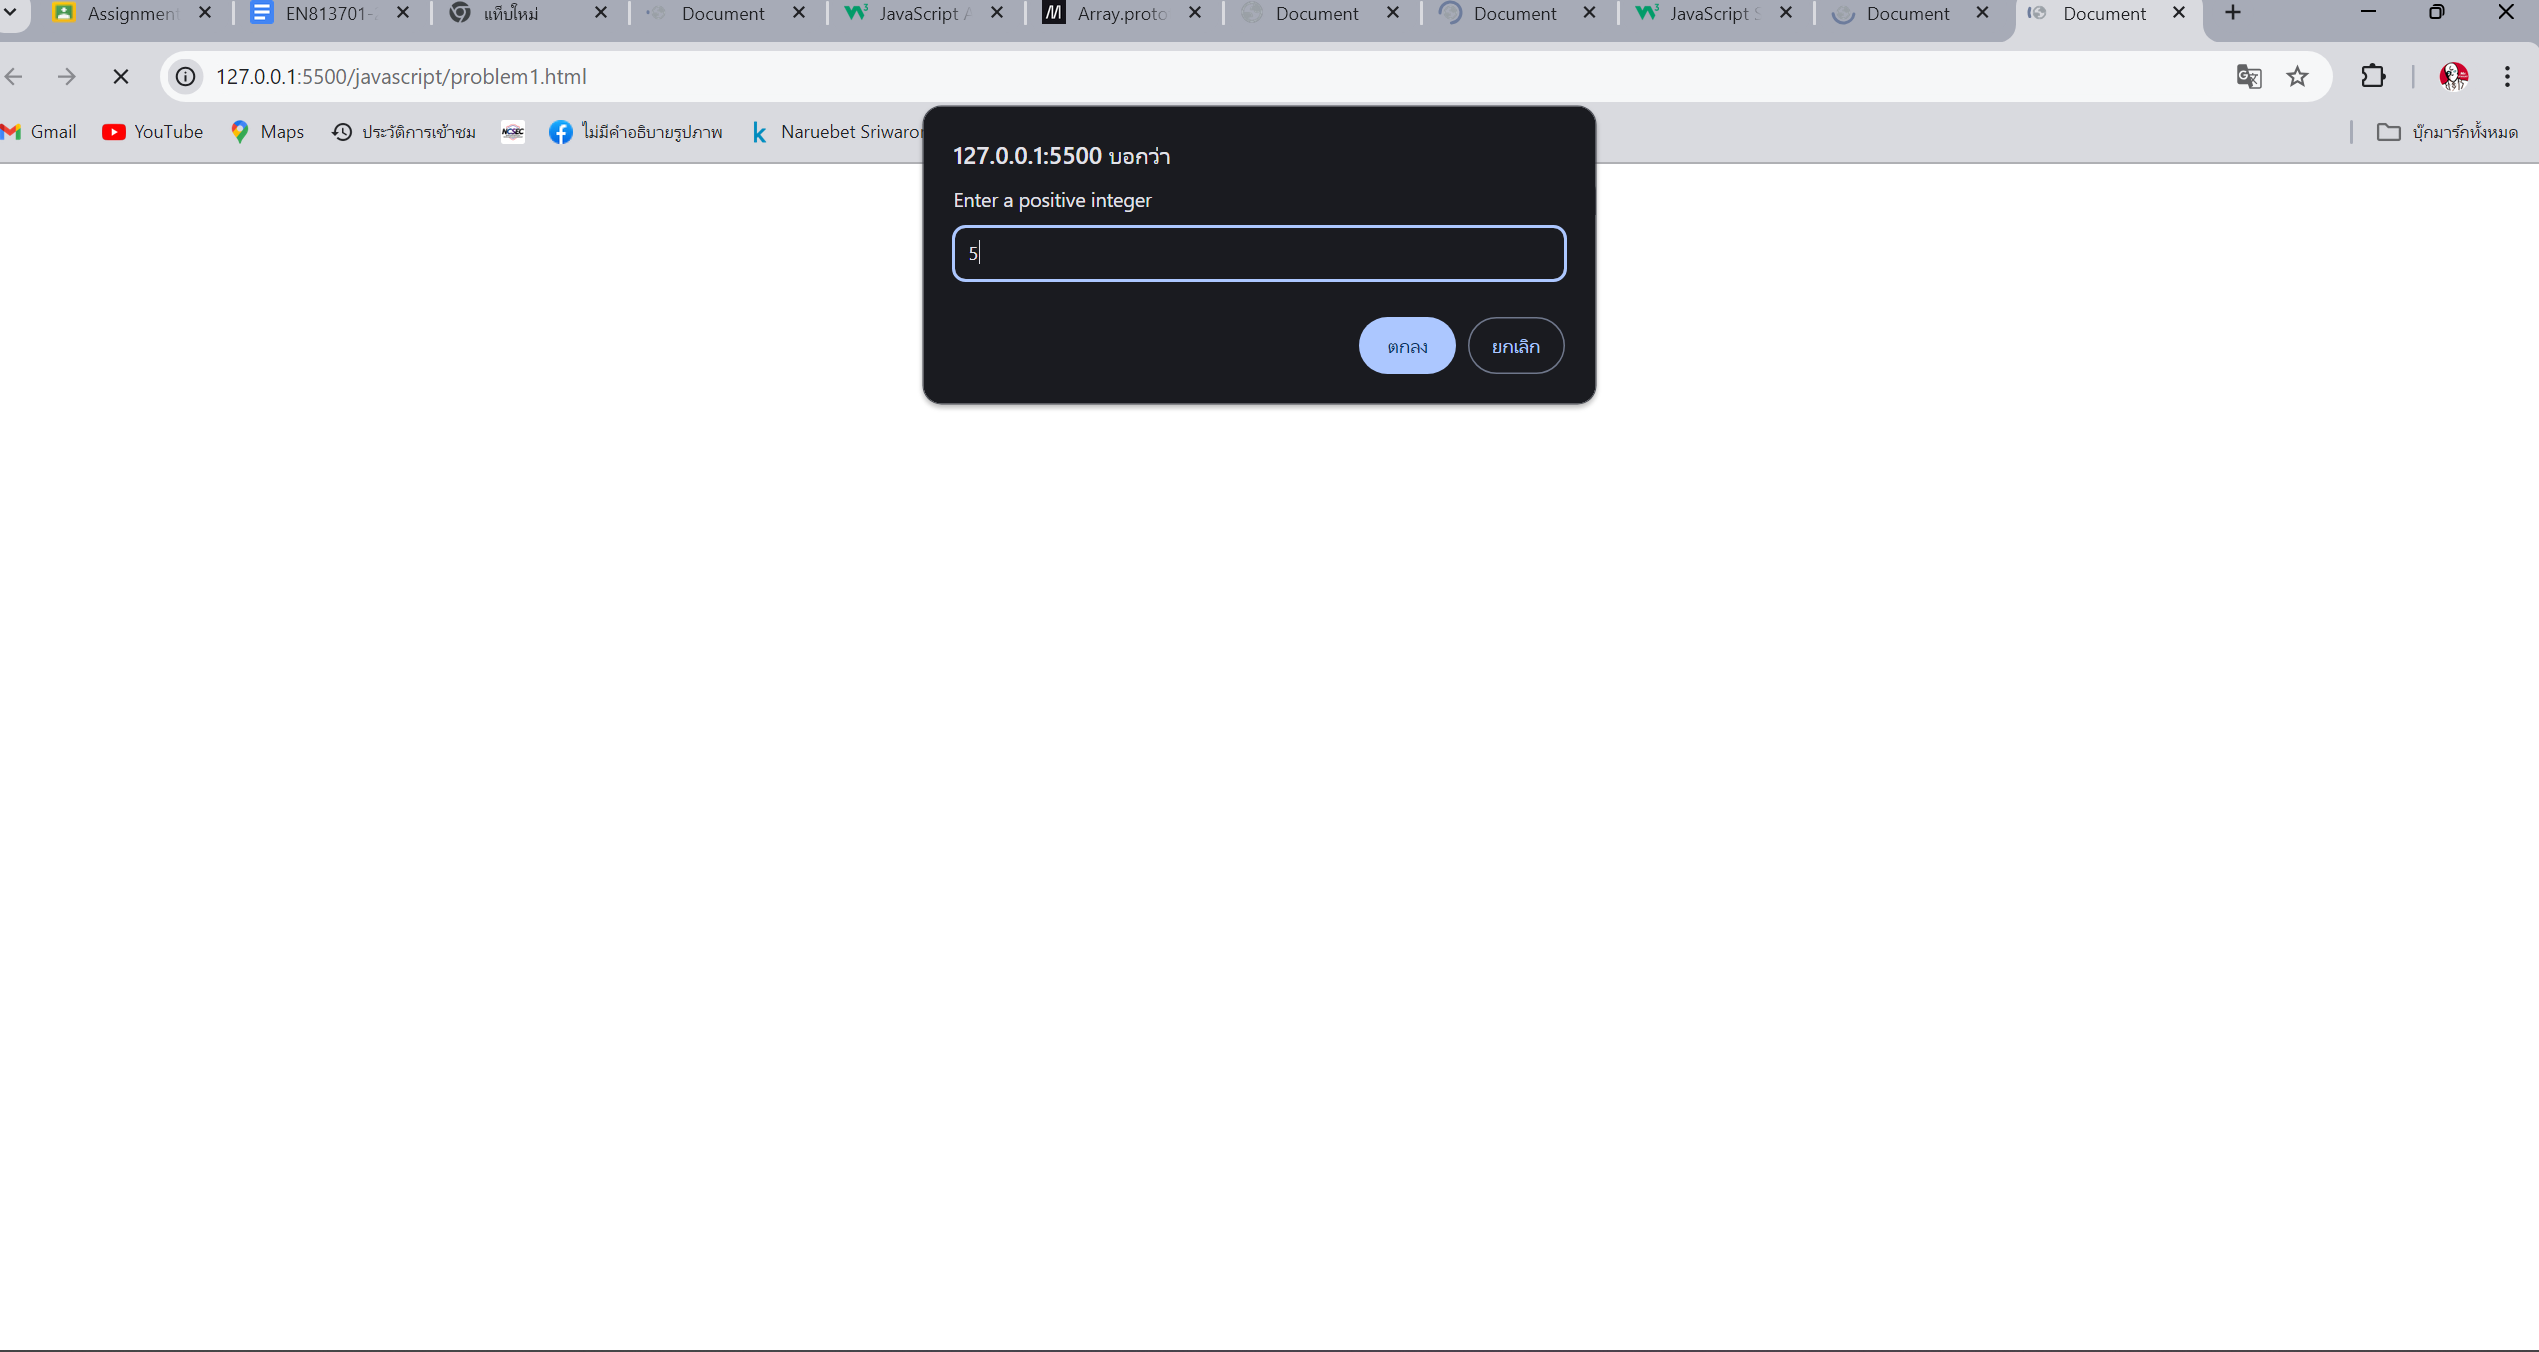 Assignment EN813701- แท็บใหม่ Document JavaScript A Array.proto Document Document JavaScript S Document Document
127.0.0.1:5500/javascript/problem1.html
Gmail YouTube Maps ประวัติการเข้าชม NCSEC ไม่มีคำอธิบายรูปภาพ Naruebet Sriwaror บุ๊กมาร์กทั้งหมด
127.0.0.1:5500 บอกว่า
Enter a positive integer
5
ตกลง ยกเลิก